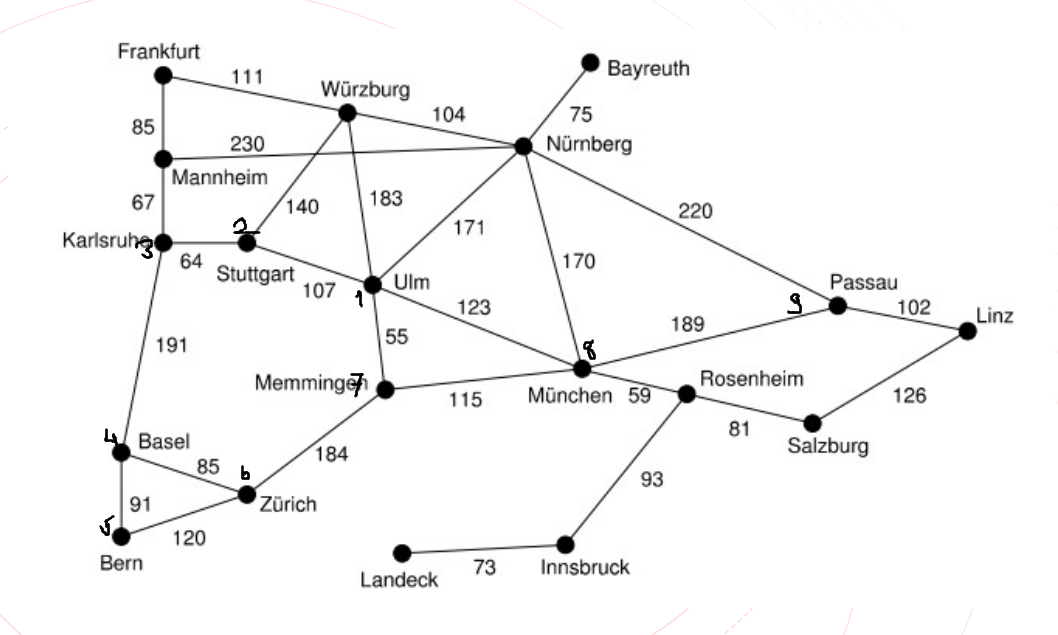 Frankfurt
111
Würzburg
Bayreuth
85
104
75
230
Nürnberg
Mannheim
67
140
183
220
2
171
Karlsruhe
3
64
Stuttgart
107
Ulm
1
170
Passau
9
102
Linz
123
8
189
191
55
Memmingen
7
115
München
59
Rosenheim
126
81
Salzburg
4
Basel
85
6
184
93
91
Zürich
5
120
Bern
Landeck
73
Innsbruck